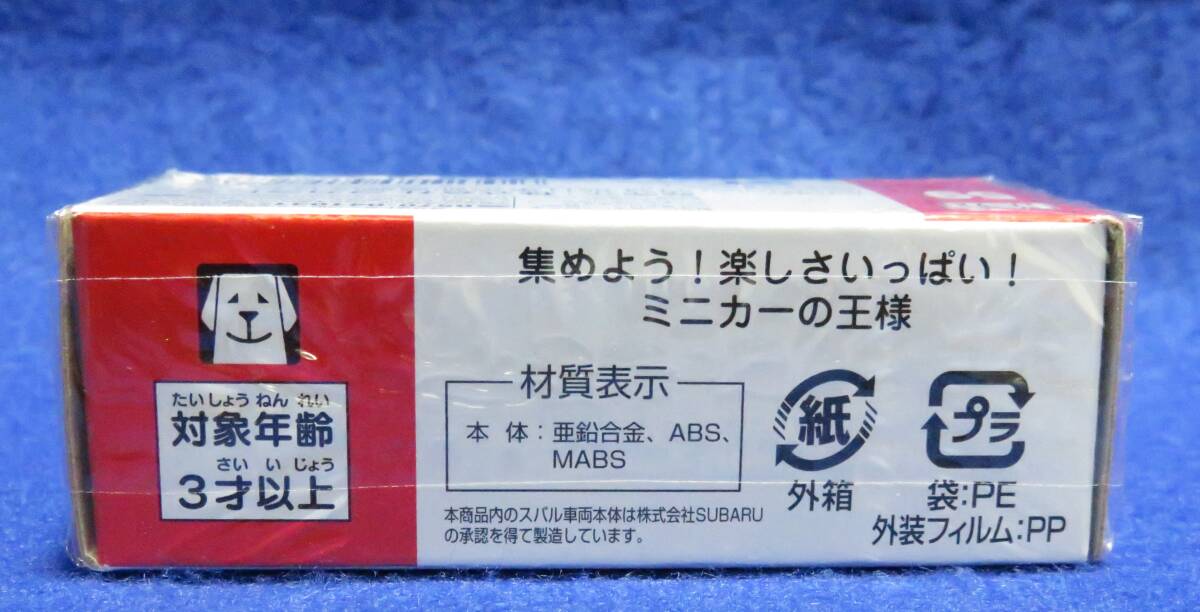 集めよう！楽しさいっぱい！
ミニカーの王様
たいしょう ねん れい
対象年齢
さい い じょう
3才以上
材質表示
本 体：亜鉛合金、ABS、
MABS
本商品内のスバル車両本体は株式会社SUBARU
の承認を得て製造しています。
紙
外箱
プラ
袋:PE
外装フィルム:PP